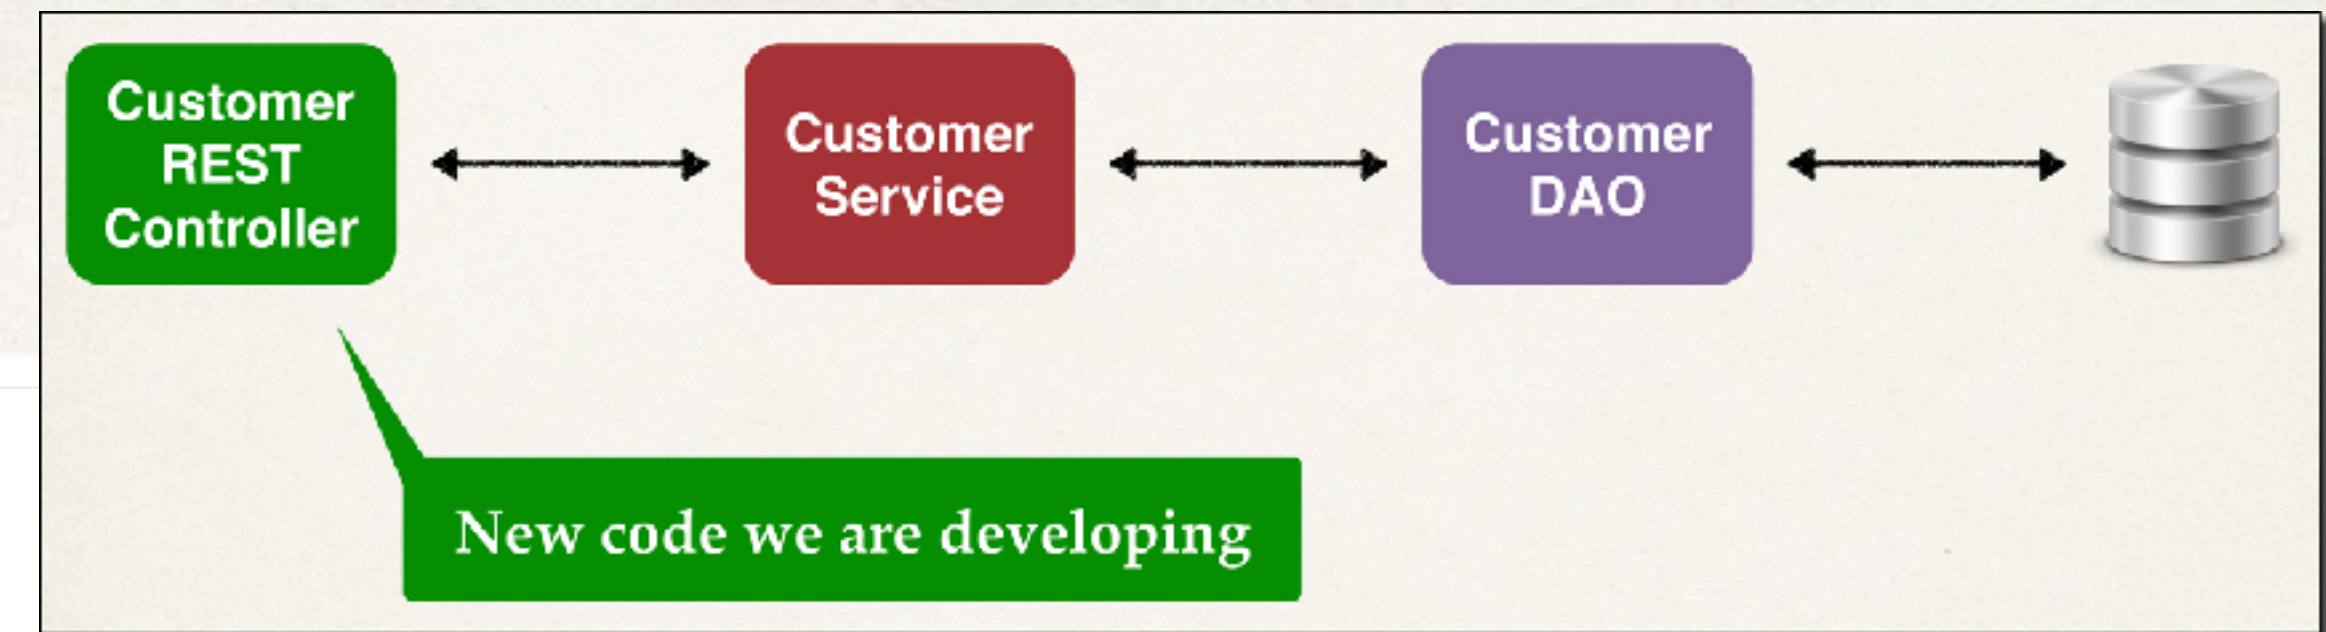 Customer
REST
Controller
Customer
Service
Customer
DAO
New code we are developing